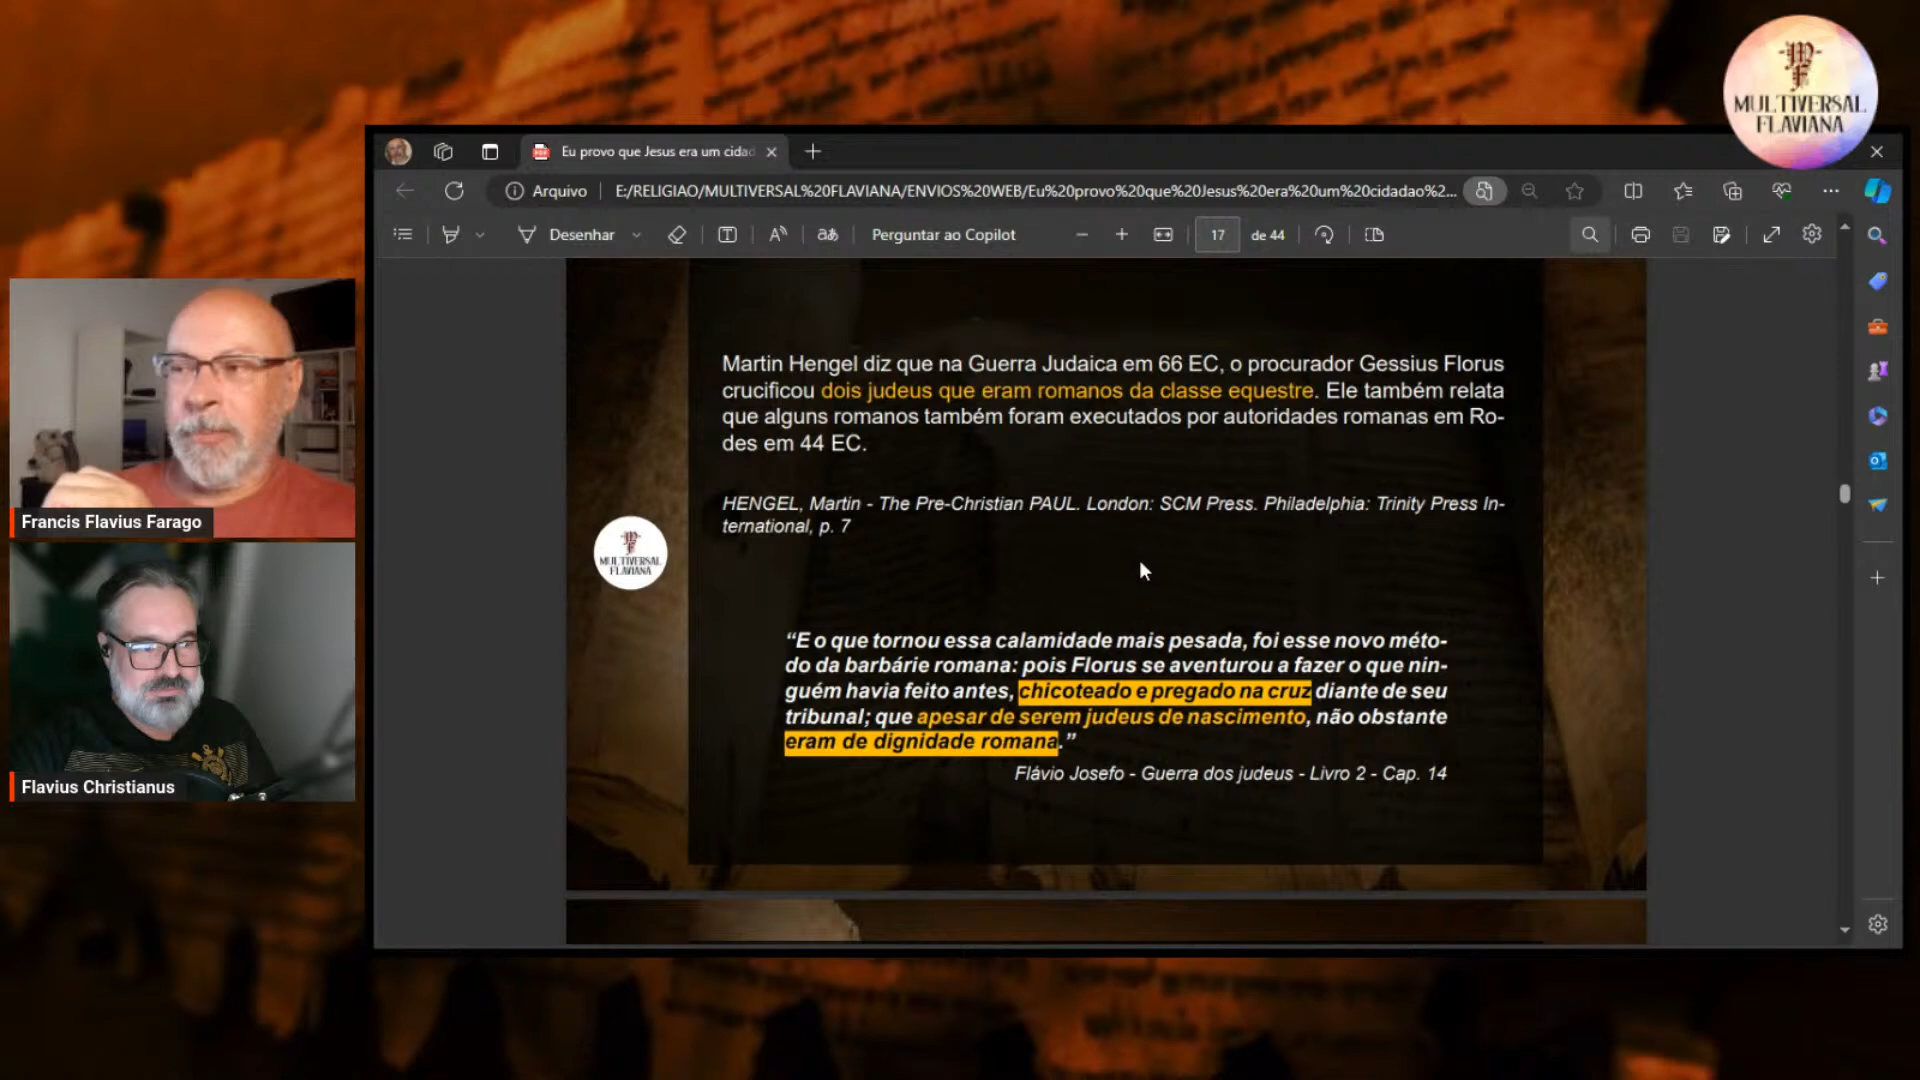 MULTIVERSAL
FLAVIANA
Eu provo que Jesus era um cidad
Arquivo
E:/RELIGIAO/MULTIVERSAL%20FLAVIANA/ENVIOS%20WEB/Eu%20provo%20que%20Jesus%20era%20um%20cidadao%2...
Desenhar
Perguntar ao Copilot
17 de 44
Martin Hengel diz que na Guerra Judaica em 66 EC, o procurador Gessius Florus
crucificou dois judeus que eram romanos da classe equestre. Ele também relata
que alguns romanos também foram executados por autoridades romanas em Ro-
des em 44 EC.
HENGEL, Martin - The Pre-Christian PAUL. London: SCM Press. Philadelphia: Trinity Press In-
ternational, p. 7
MULTIVERSAL
FLAVIANA
“E o que tornou essa calamidade mais pesada, foi esse novo méto-
do da barbárie romana: pois Florus se aventurou a fazer o que nin-
guém havia feito antes, chicoteado e pregado na cruz diante de seu
tribunal; que apesar de serem judeus de nascimento, não obstante
eram de dignidade romana.”
Flávio Josefo - Guerra dos judeus - Livro 2 - Cap. 14
Francis Flavius Farago
Flavius Christianus